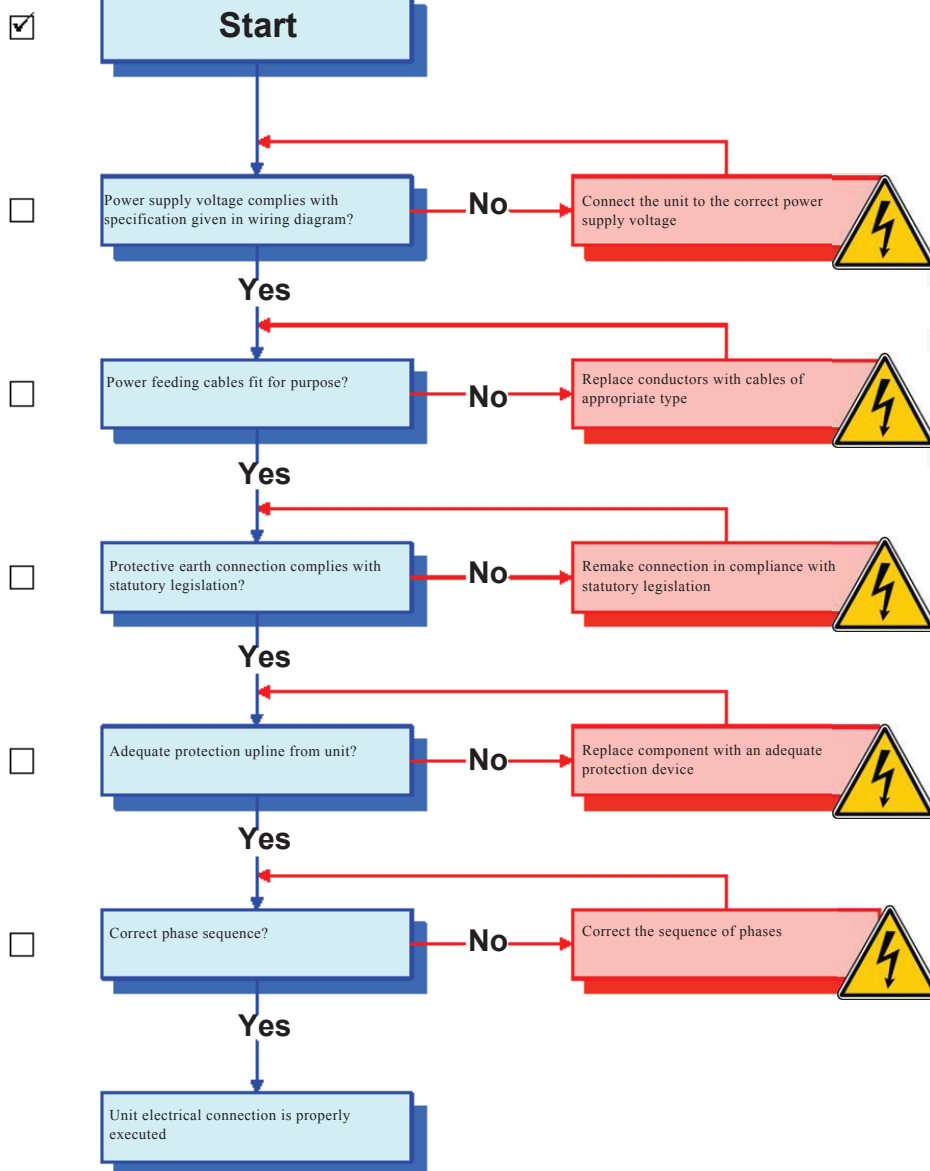 Start
Power supply voltage complies with
specification given in wiring diagram?
No
Connect the unit to the correct power
supply voltage
Yes
Power feeding cables fit for purpose?
No
Replace conductors with cables of
appropriate type
Yes
Protective earth connection complies with
statutory legislation?
No
Remake connection in compliance with
statutory legislation
Yes
Adequate protection upline from unit?
No
Replace component with an adequate
protection device
Yes
Correct phase sequence?
No
Correct the sequence of phases
Yes
Unit electrical connection is properly
executed